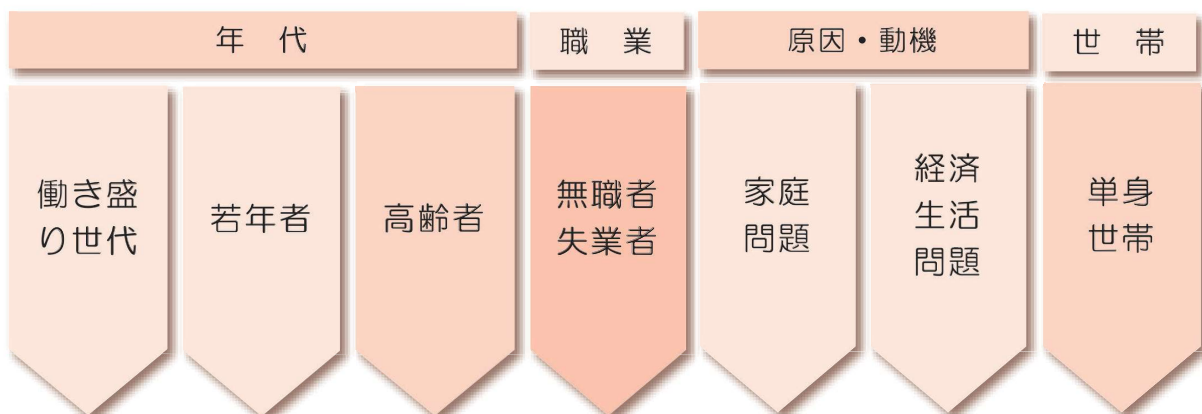 年 代
職 業
原因・動機
世 帯
働き盛
り世代
若年者
高齢者
無職者
失業者
家庭
問題
経済
生活
問題
単身
世帯